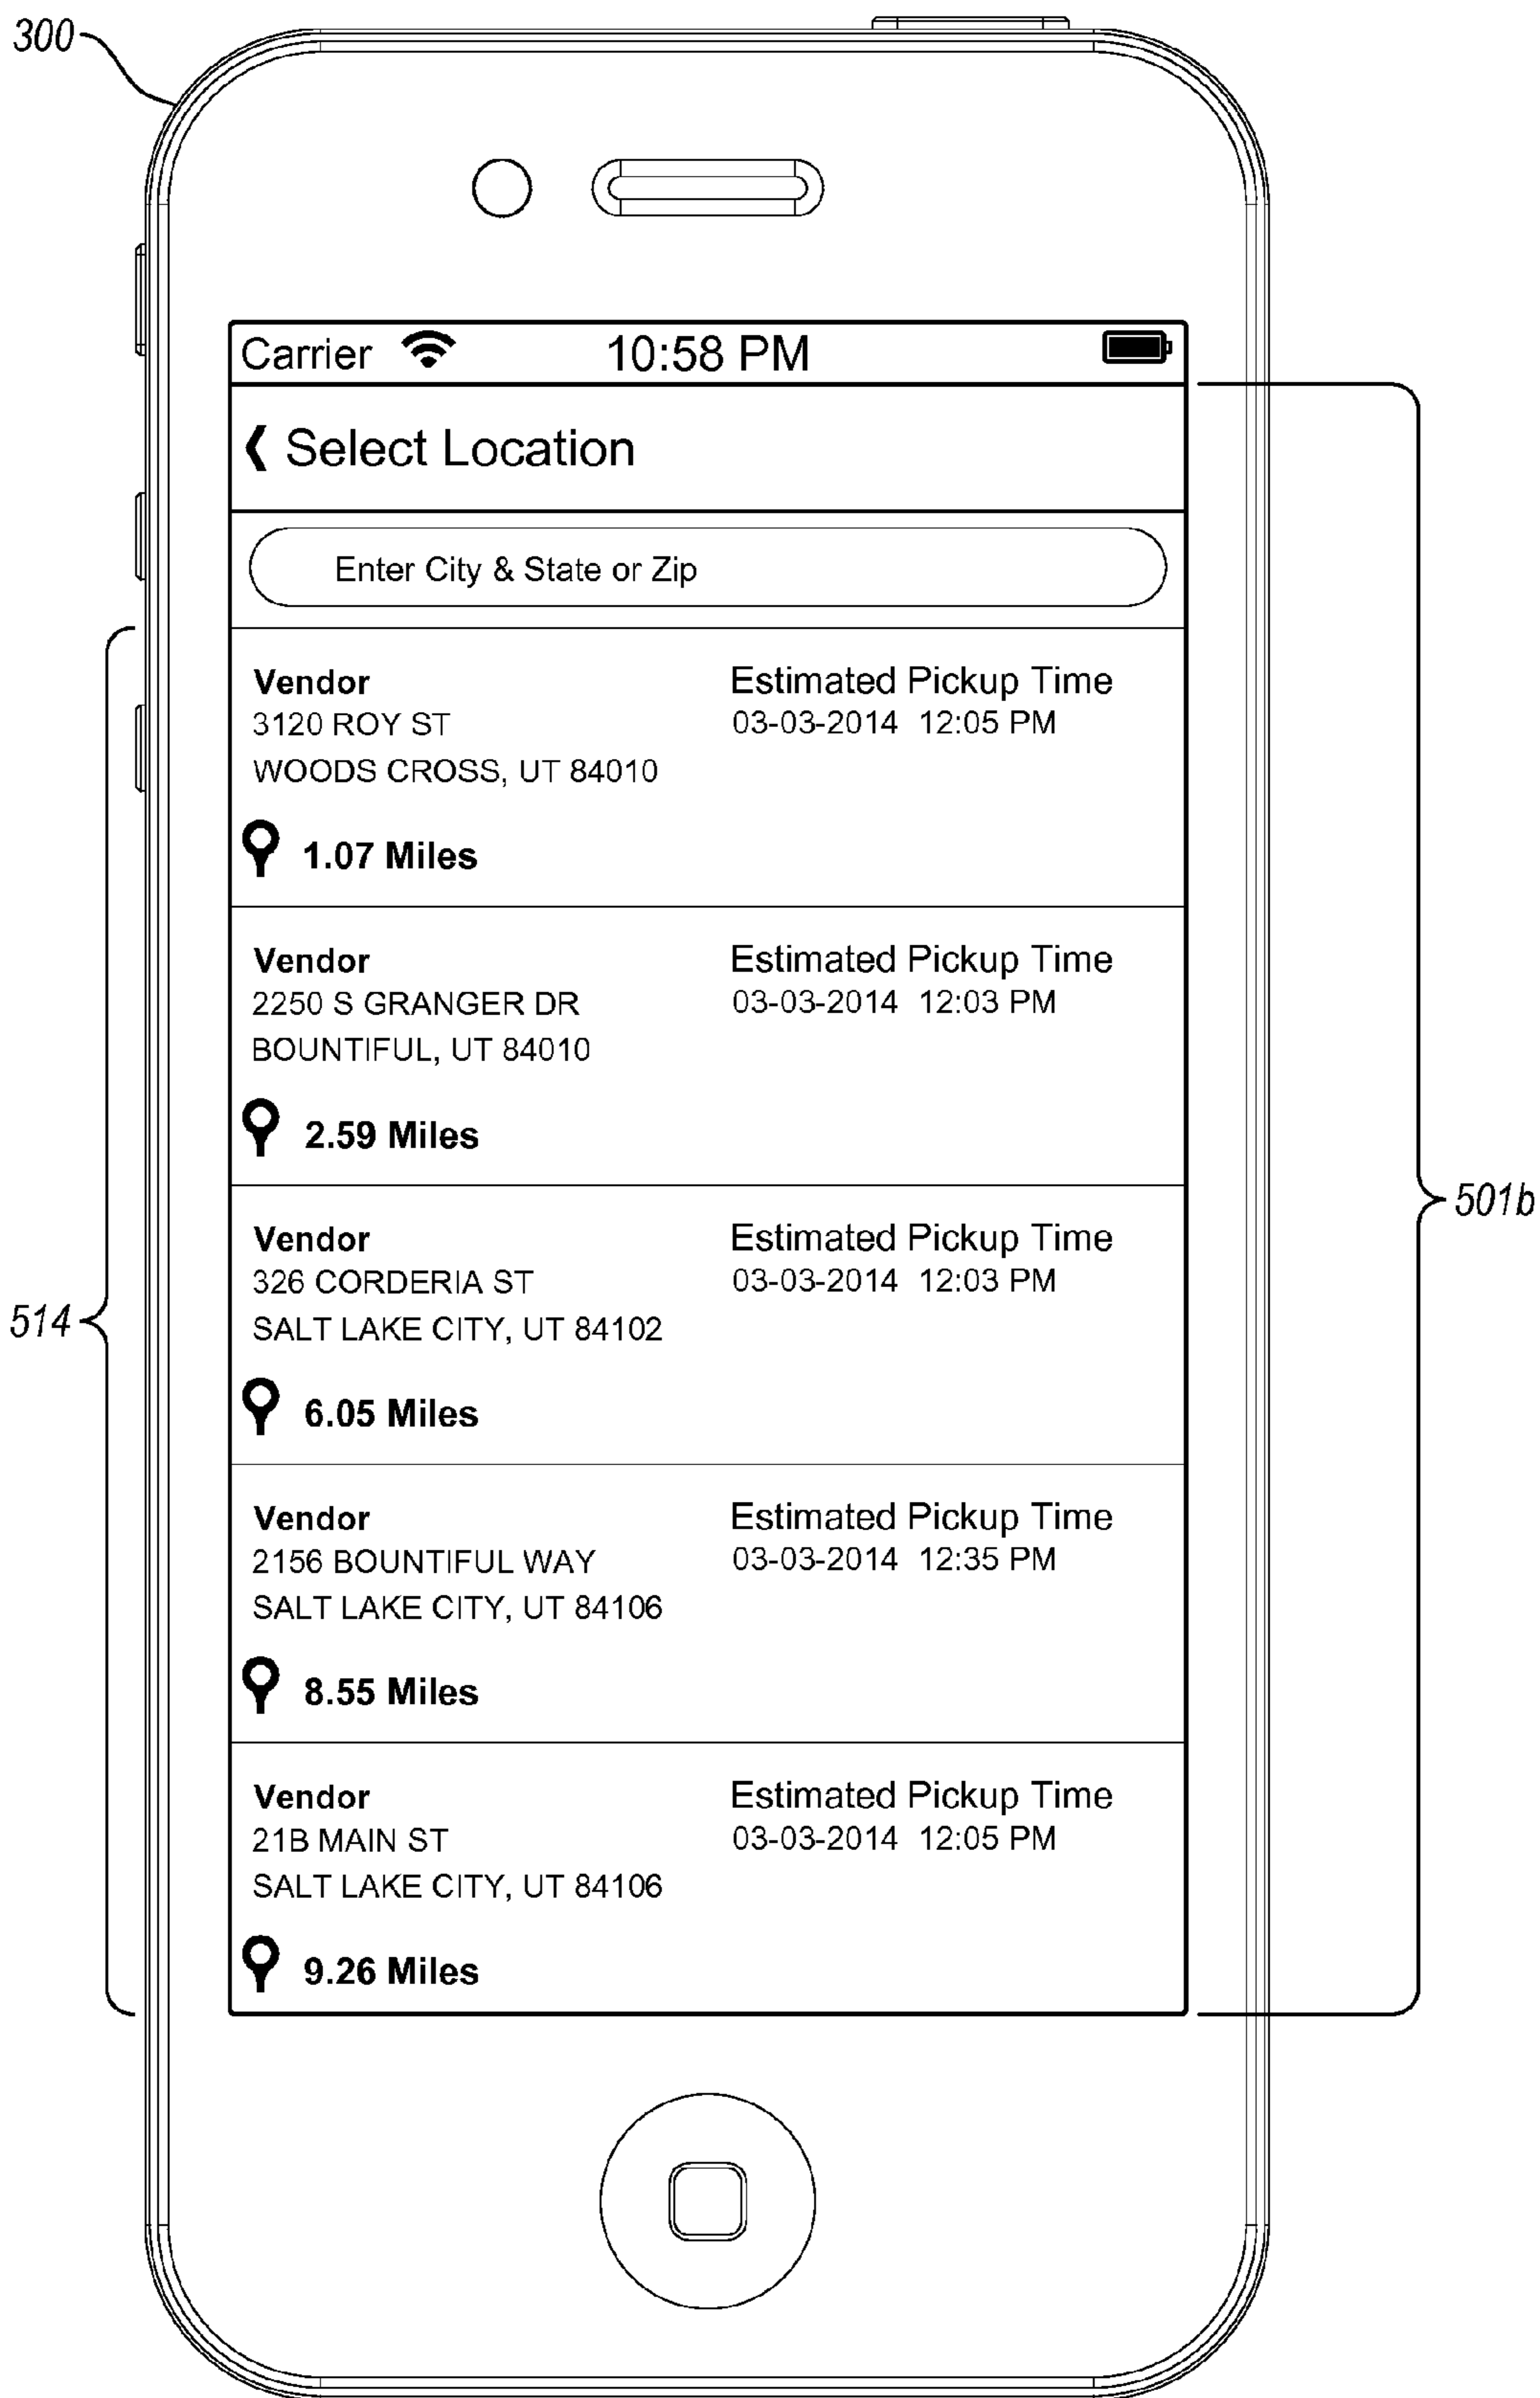 300
Carrier 10:58 PM
Select Location
Enter City & State or Zip
Vendor Estimated Pickup Time
3120 ROY ST 03-03-2014 12:05 PM
WOODS CROSS, UT 84010
1.07 Miles
Vendor Estimated Pickup Time
2250 S GRANGER DR 03-03-2014 12:03 PM
BOUNTIFUL, UT 84010
2.59 Miles
501b
Vendor Estimated Pickup Time
326 CORDERIA ST 03-03-2014 12:03 PM
514
SALT LAKE CITY, UT 84102
6.05 Miles
Vendor Estimated Pickup Time
2156 BOUNTIFUL WAY 03-03-2014 12:35 PM
SALT LAKE CITY, UT 84106
8.55 Miles
Vendor Estimated Pickup Time
21B MAIN ST 03-03-2014 12:05 PM
SALT LAKE CITY, UT 84106
9.26 Miles